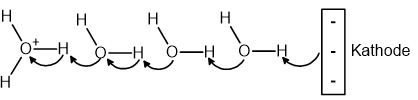 H H H H
O+ H O H O H O H
H
- - -
Kathode